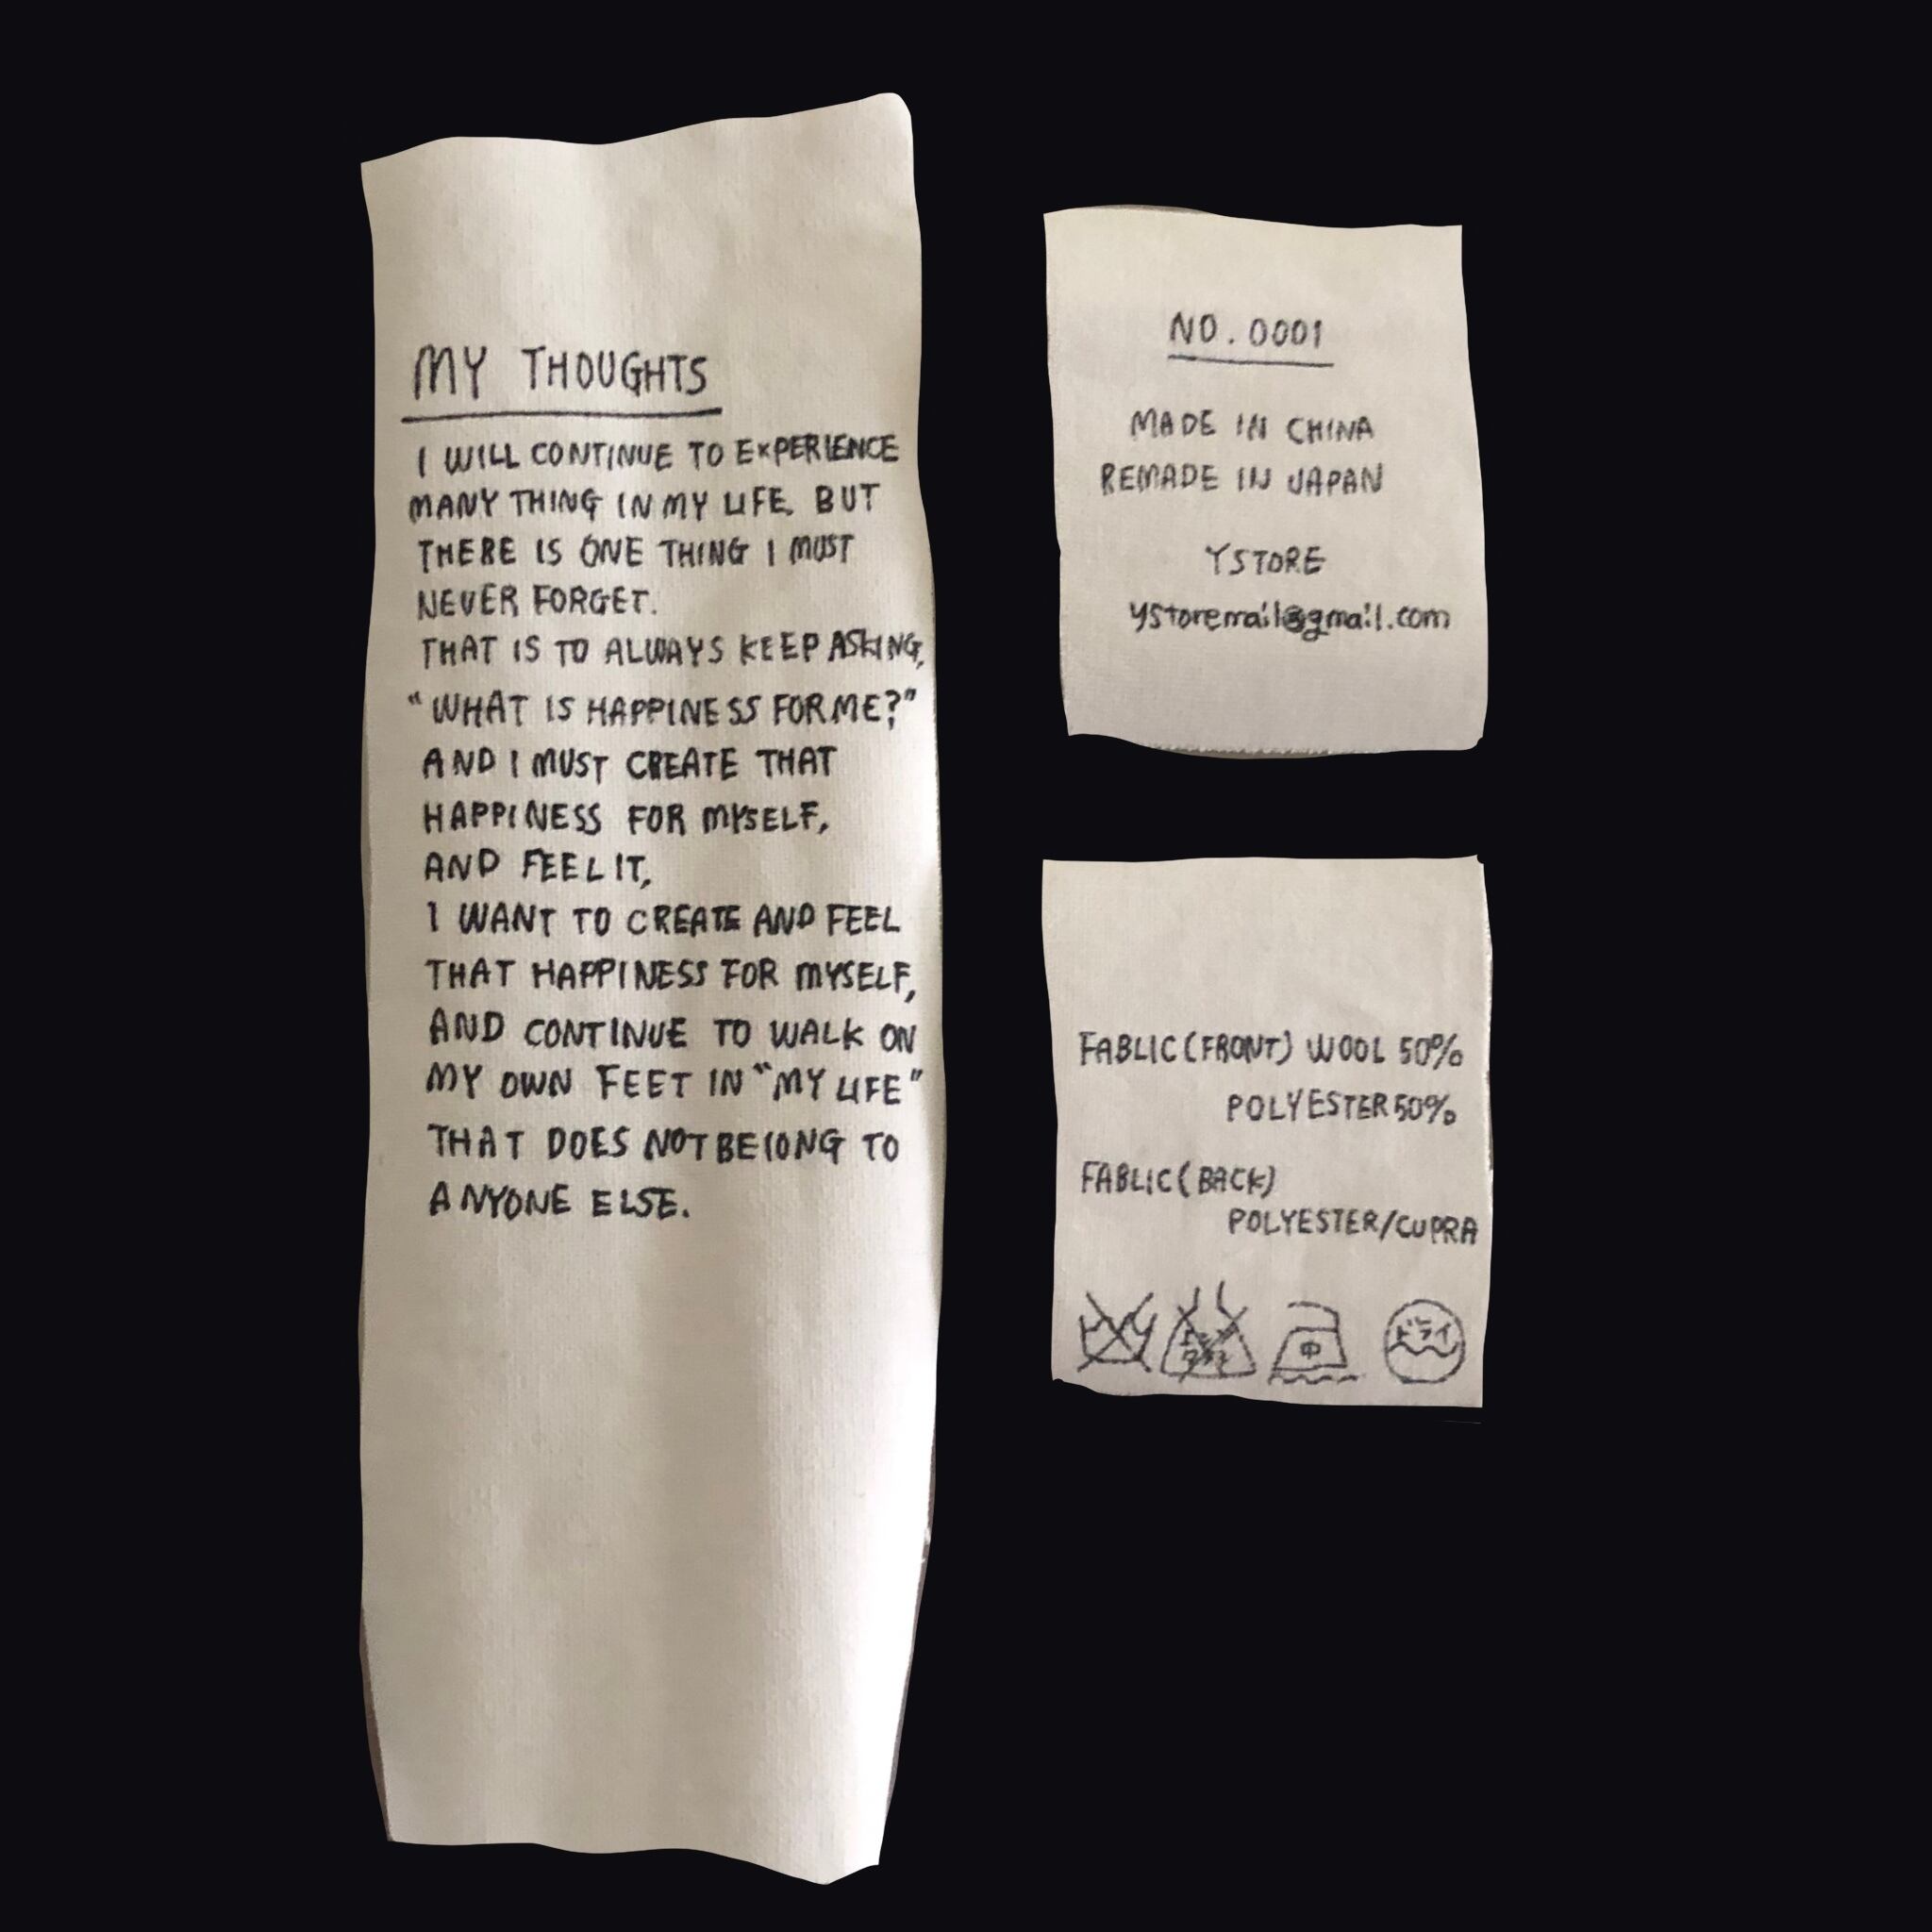 MY THOUGHTS
I WILL CONTINUE TO EXPERIENCE
MANY THING IN MY LIFE. BUT
THERE IS ONE THING I MUST
NEVER FORGET.
THAT IS TO ALWAYS KEEP ASKING,
"WHAT IS HAPPINESS FOR ME?"
AND I MUST CREATE THAT
HAPPINESS FOR MYSELF,
AND FEEL IT,
I WANT TO CREATE AND FEEL
THAT HAPPINESS FOR MYSELF,
AND CONTINUE TO WALK ON
MY OWN FEET IN "MY LIFE"
THAT DOES NOT BElONG TO
ANYONE ELSE.
NO. 0001
MADE IN CHINA
REMADE IN JAPAN
YSTORE
ystoremail@gmail.com
FABLIC (FRONT) WOOL 50%
POLYESTER 50%
FABLIC (BACK)
POLYESTER/CUPRA
中
ドライ